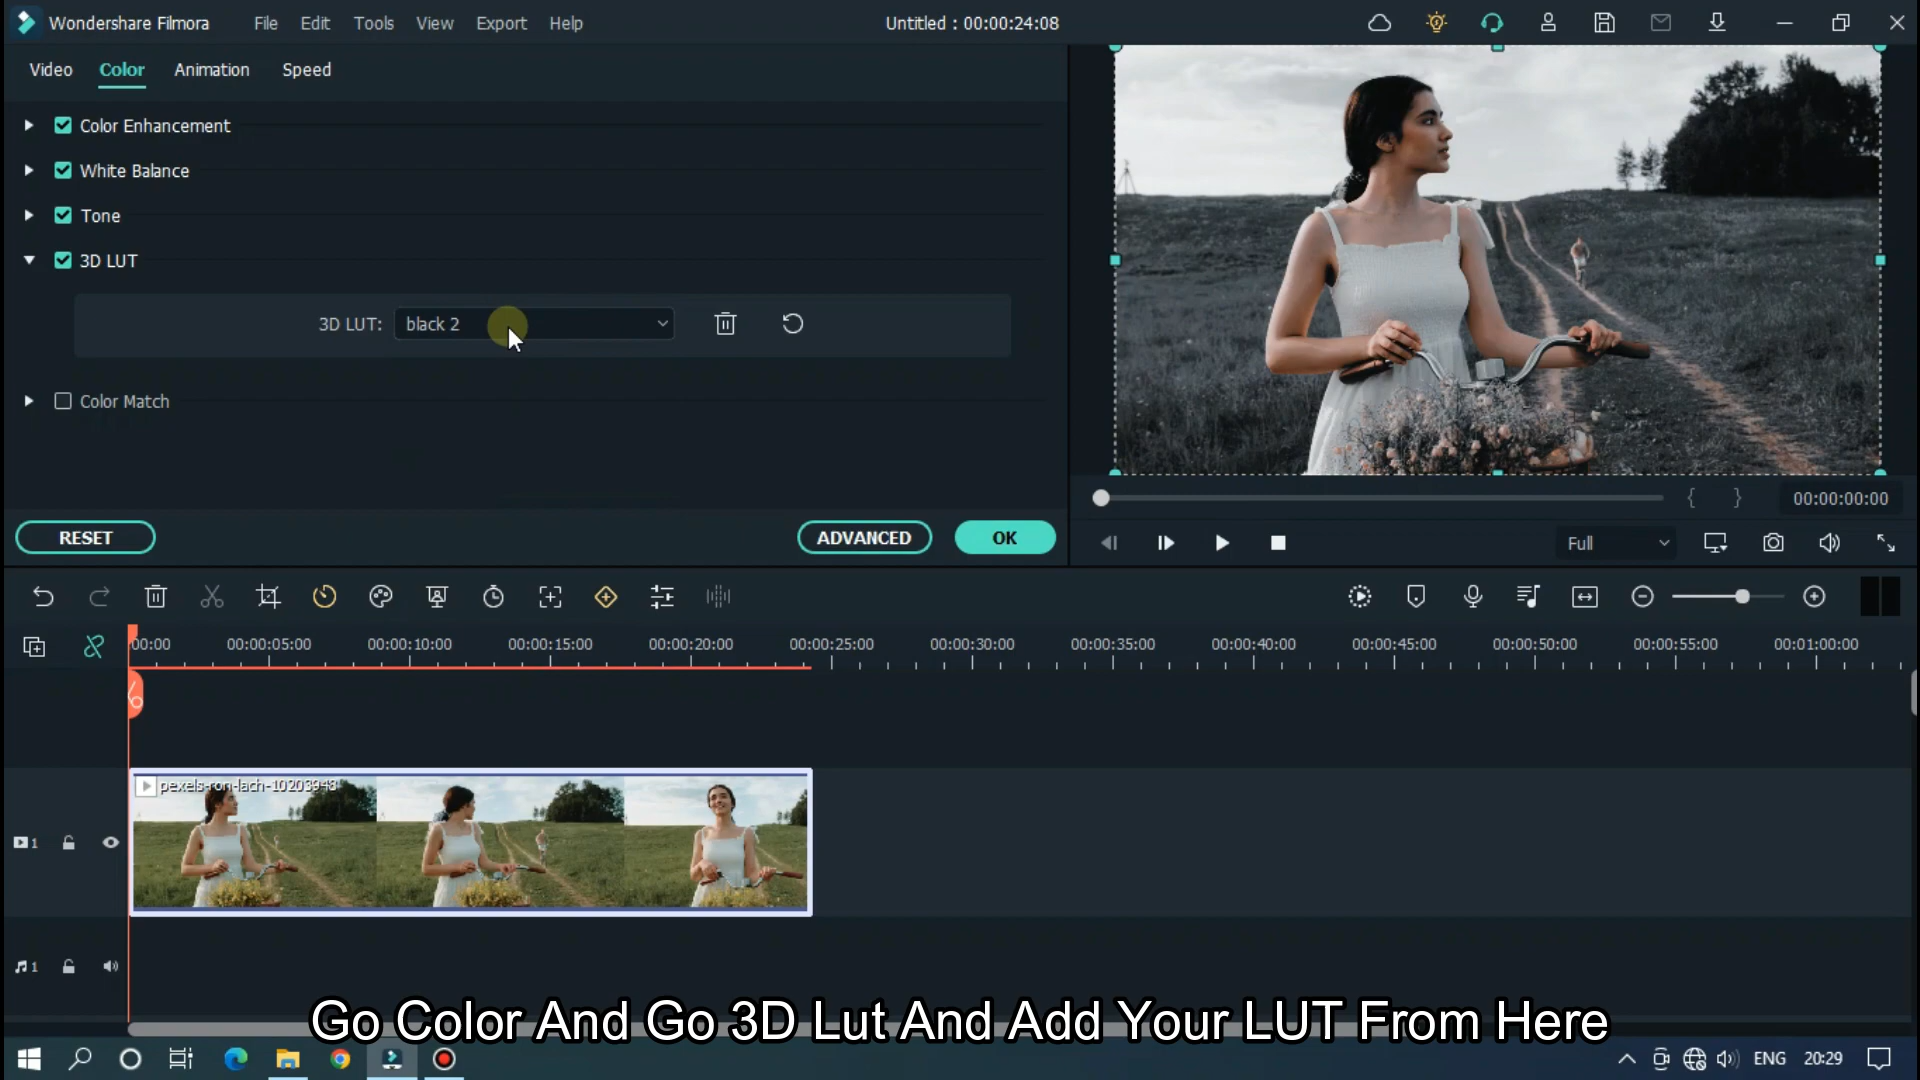 Wondershare Filmora
File
Edit
Tools
View
Export
Help
Untitled : 00:00:24:08
Video
Color
Animation
Speed
Color Enhancement
White Balance
Tone
3D LUT
3D LUT:
black 2
Color Match
RESET
ADVANCED
OK
00:00:00:00
Full
00:00
00:00:05:00
00:00:10:00
00:00:15:00
00:00:20:00
00:00:25:00
00:00:30:00
00:00:35:00
00:00:40:00
00:00:45:00
00:00:50:00
00:00:55:00
00:01:00:00
pexels-ron-lach-10203943
1
1
Go Color And Go 3D Lut And Add Your LUT From Here
ENG
20:29